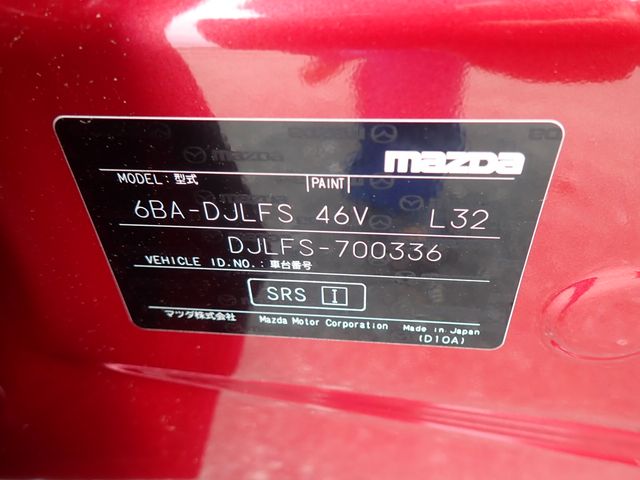 mazda
MODEL:型式 PAINT
6BA-DJLFS 46V L32
DJLFS-700336
VEHICLE ID.NO.:車台番号
SRS I
マツダ株式会社 Mazda Motor Corporation Made in Japan
(D10A)